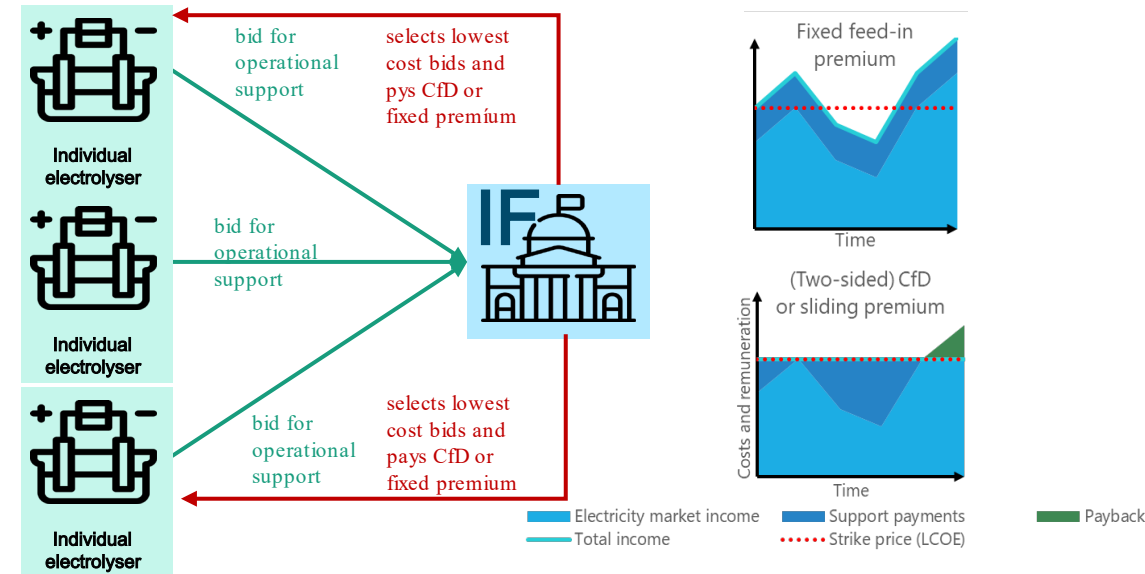 bid for
operational
support
selects lowest
cost bids and
pys CfD or
fixed premíum
Individual
electrolyser
bid for
operational
support
Individual
electrolyser
IF
bid for
operational
support
selects lowest
cost bids and
pays CfD or
fixed premium
Individual
electrolyser
Fixed feed-in
premium
Time
(Two-sided) CfD
or sliding premium
Costs and remuneration
Time
Electricity market income
Support payments
Payback
Total income
Strike price (LCOE)